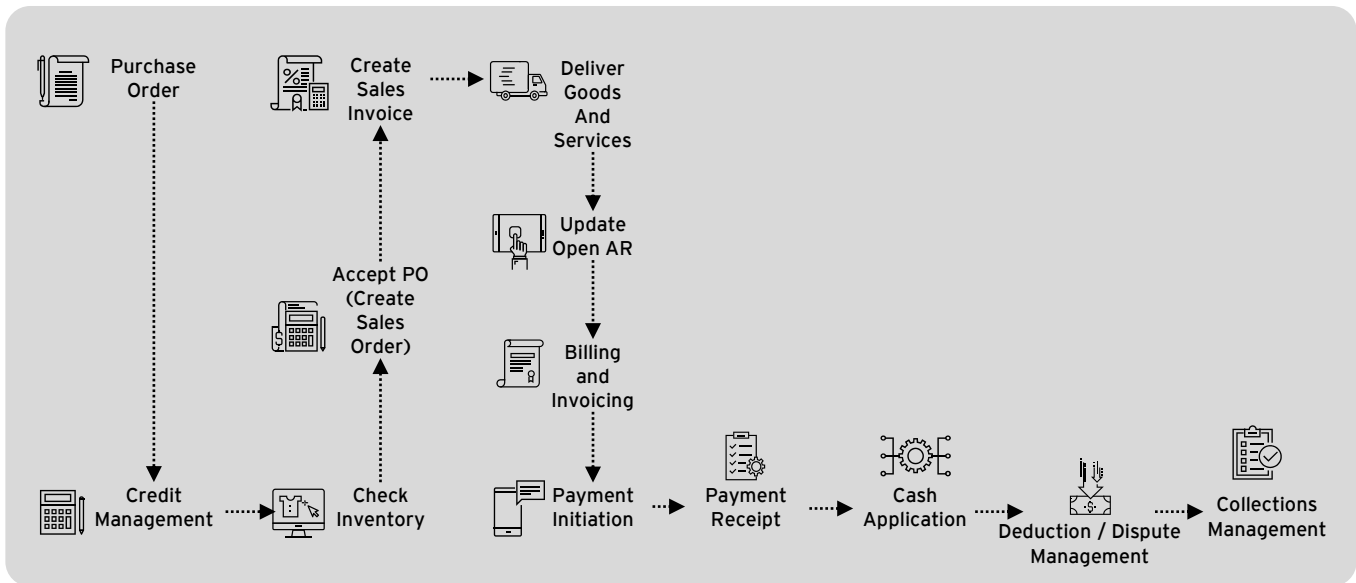 Purchase
Order
Credit
Management
Check
Inventory
Accept PO
(Create
Sales
Order)
Create
Sales
Invoice
Deliver
Goods
And
Services
Update
Open AR
Billing
and
Invoicing
Payment
Initiation
Payment
Receipt
Cash
Application
Deduction / Dispute
Management
Collections
Management